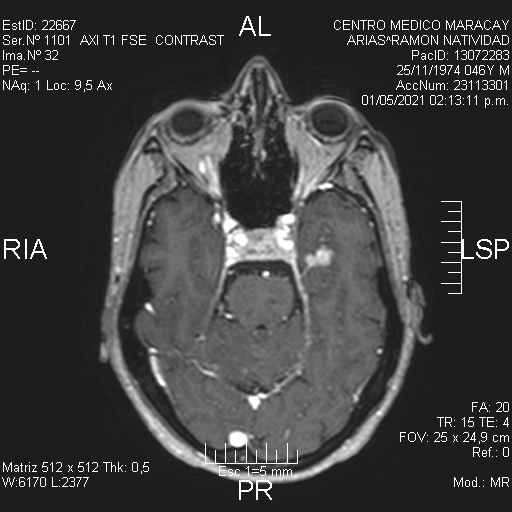 EstID: 22667
Ser.Nº 1101 AXI T1 FSE CONTRAST
Ima.Nº 32
PE= --
NAq: 1 Loc: 9,5 Ax
AL
CENTRO MEDICO MARACAY
ARIAS^RAMON NATIVIDAD
PacID: 13072283
25/11/1974 046Y M
AccNum: 23113301
01/05/2021 02:13:11 p.m.
RIA
LSP
Matriz 512 x 512 Thk: 0,5
W:6170 L:2377
Esc 1=5 mm
PR
FA: 20
TR: 15 TE: 4
FOV: 25 x 24,9 cm
Ref.: 0
Mod.: MR